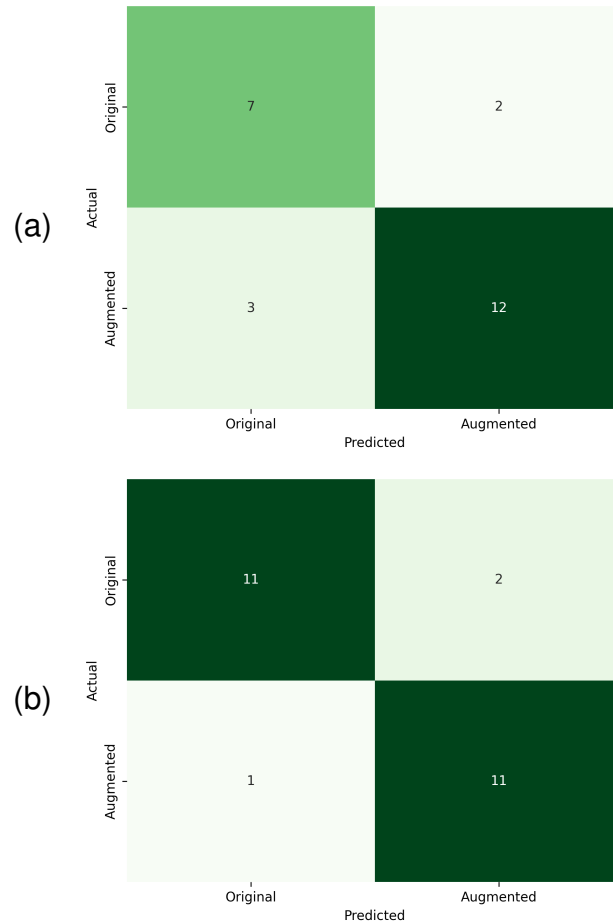 (a)
Actual
Original
7
2
Augmented
3
12
Original
Augmented
Predicted
(b)
Actual
Original
11
2
Augmented
1
11
Original
Augmented
Predicted